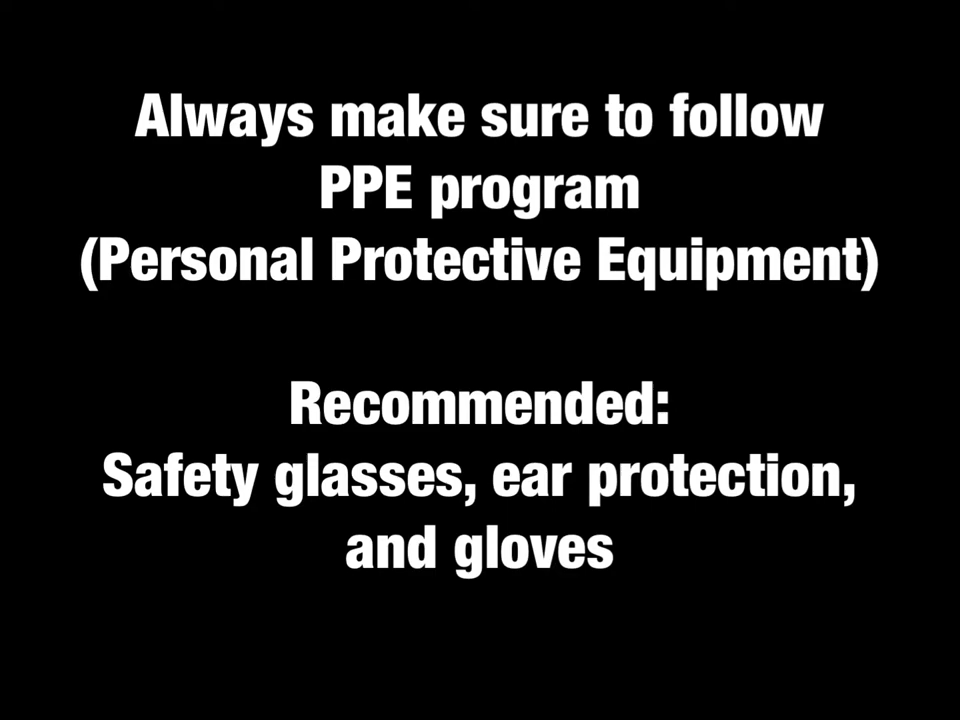 Always make sure to follow
PPE program
(Personal Protective Equipment)
Recommended:
Safety glasses, ear protection,
and gloves